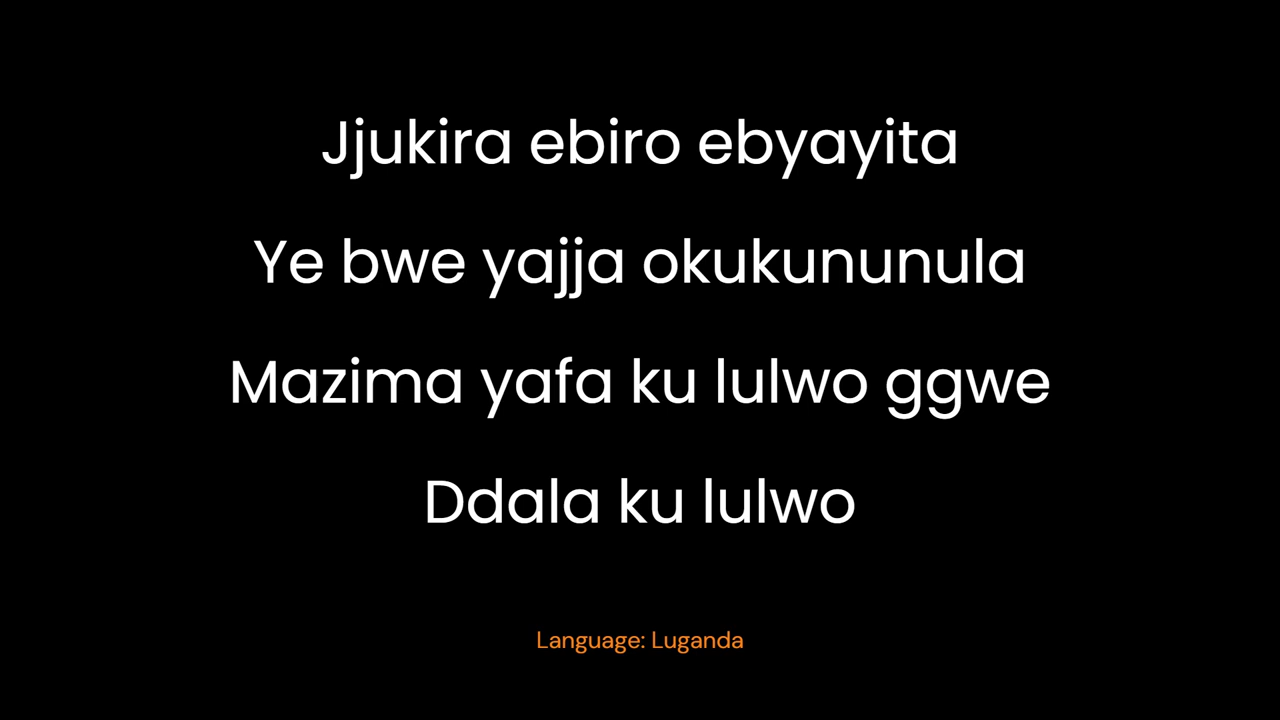 Jjukira ebiro ebyayita
Ye bwe yajja okukununula
Mazima yafa ku lulwo ggwe
Ddala ku lulwo
Language: Luganda